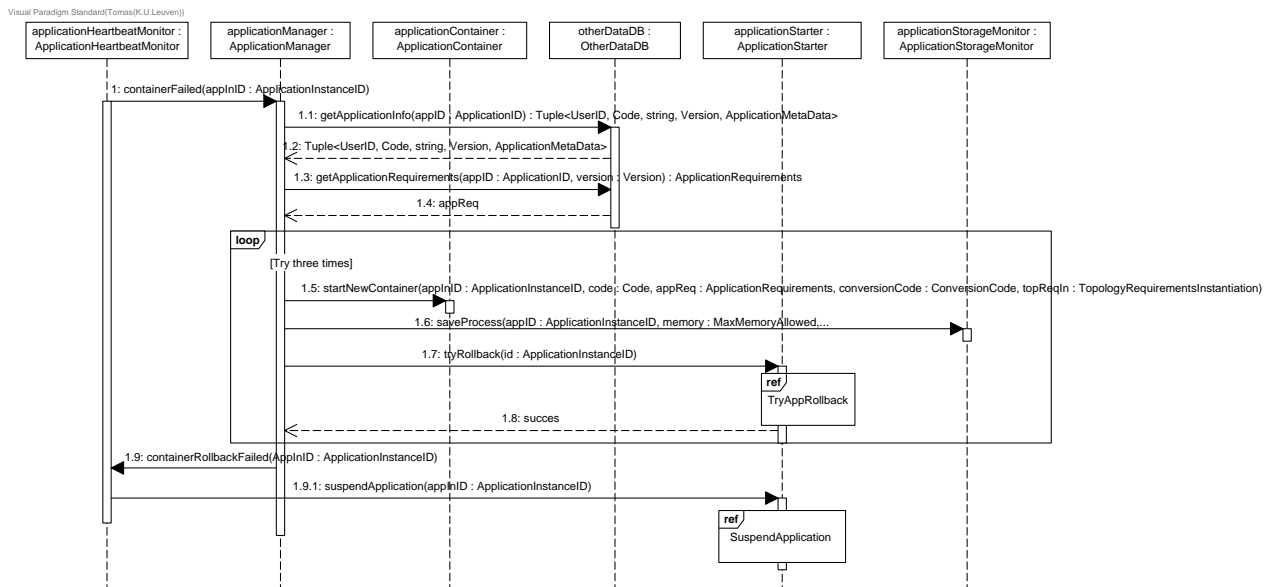 Visual Paradigm Standard(Tomas(K.U.Leuven))
applicationHeartbeatMonitor :
ApplicationHeartbeatMonitor
applicationManager :
ApplicationManager
applicationContainer :
ApplicationContainer
otherDataDB :
OtherDataDB
applicationStarter :
ApplicationStarter
applicationStorageMonitor :
ApplicationStorageMonitor
1: containerFailed(appInID : ApplicationInstanceID)
1.1: getApplicationInfo(appID : ApplicationID) : Tuple<UserID, Code, string, Version, ApplicationMetaData>
1.2: Tuple<UserID, Code, string, Version, ApplicationMetaData>
1.3: getApplicationRequirements(appID : ApplicationID, version : Version) : ApplicationRequirements
1.4: appReq
loop
[Try three times]
1.5: startNewContainer(appInID : ApplicationInstanceID, code : Code, appReq : ApplicationRequirements, conversionCode : ConversionCode, topReqIn : TopologyRequirementsInstantiation)
1.6: saveProcess(appID : ApplicationInstanceID, memory : MaxMemoryAllowed,...
1.7: tryRollback(id : ApplicationInstanceID)
ref
TryAppRollback
1.8: succes
1.9: containerRollbackFailed(AppInID : ApplicationInstanceID)
1.9.1: suspendApplication(appInID : ApplicationInstanceID)
ref
SuspendApplication